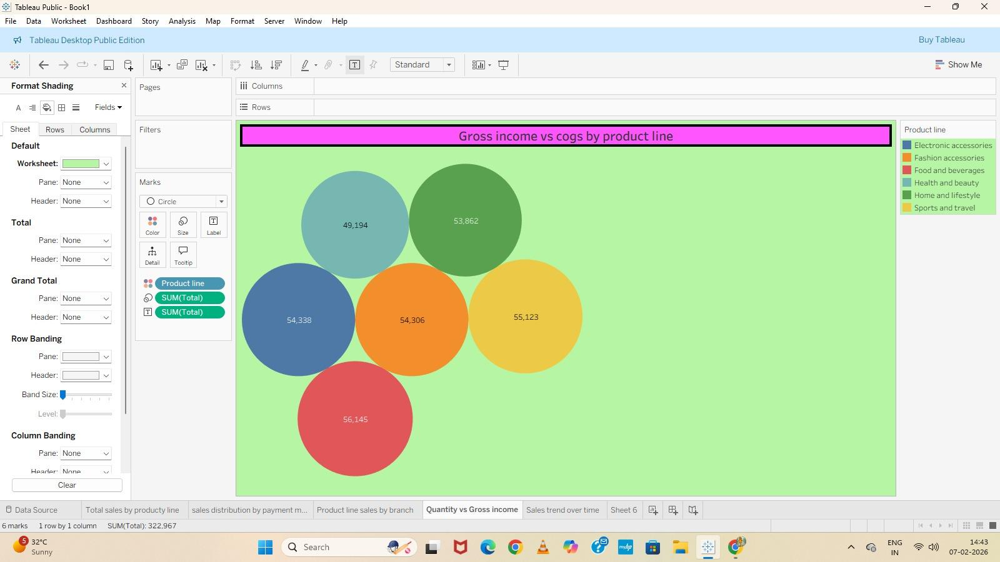 Tableau Public - Book1
File Data Worksheet Dashboard Story Analysis Map Format Server Window Help
Tableau Desktop Public Edition
Buy Tableau
Standard
Show Me
Format Shading
Fields
Sheet Rows Columns
Default
Worksheet:
Pane: None
Header: None
Total
Pane: None
Header: None
Grand Total
Pane: None
Header: None
Row Banding
Pane:
Header:
Band Size:
Level:
Column Banding
Pane: None
Header: None
Clear
Pages
Filters
Marks
Circle
Color Size Label
Detail Tooltip
Product line
SUM(Total)
SUM(Total)
Columns
Rows
Gross income vs cogs by product line
49,194
53,862
54,338
54,306
55,123
56,145
Product line
Electronic accessories
Fashion accessories
Food and beverages
Health and beauty
Home and lifestyle
Sports and travel
Data Source Total sales by producty line sales distribution by payment m... Product line sales by branch Quantity vs Gross income Sales trend over time Sheet 6
6 marks 1 row by 1 column SUM(Total): 322,967
5
32°C
Sunny
Search
myhp
ENG
IN
14:43
07-02-2026